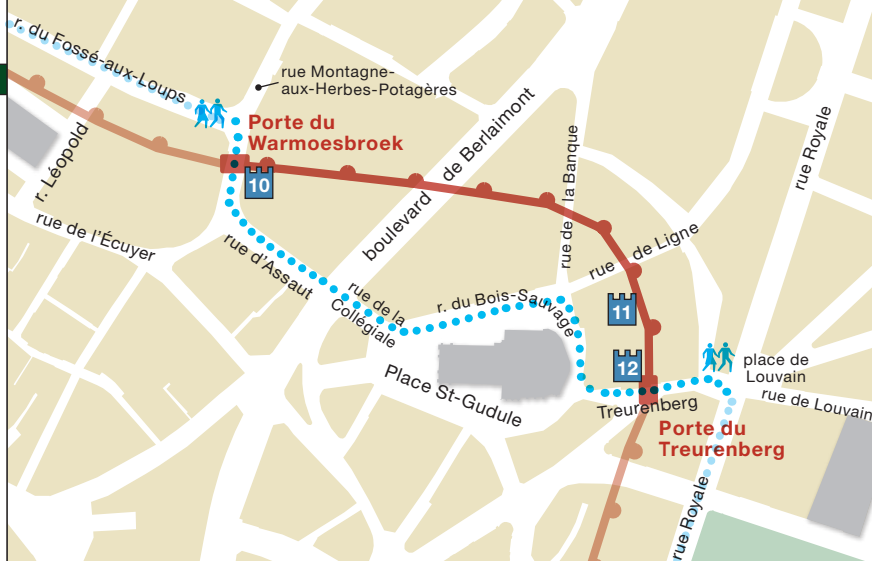 r. du Fossé-aux-Loups
rue Montagne-
aux-Herbes-Potagères
Porte du
Warmoesbroek
10
r. Léopold
boulevard de Berlaimont
rue de la Banque
rue Royale
rue de l'Écuyer
rue d'Assaut
rue de la
Collégiale
r. du Bois-Sauvage
rue de Ligne
11
12
Place St-Gudule
Treurenberg
place de
Louvain
rue de Louvain
Porte du
Treurenberg
rue Royale